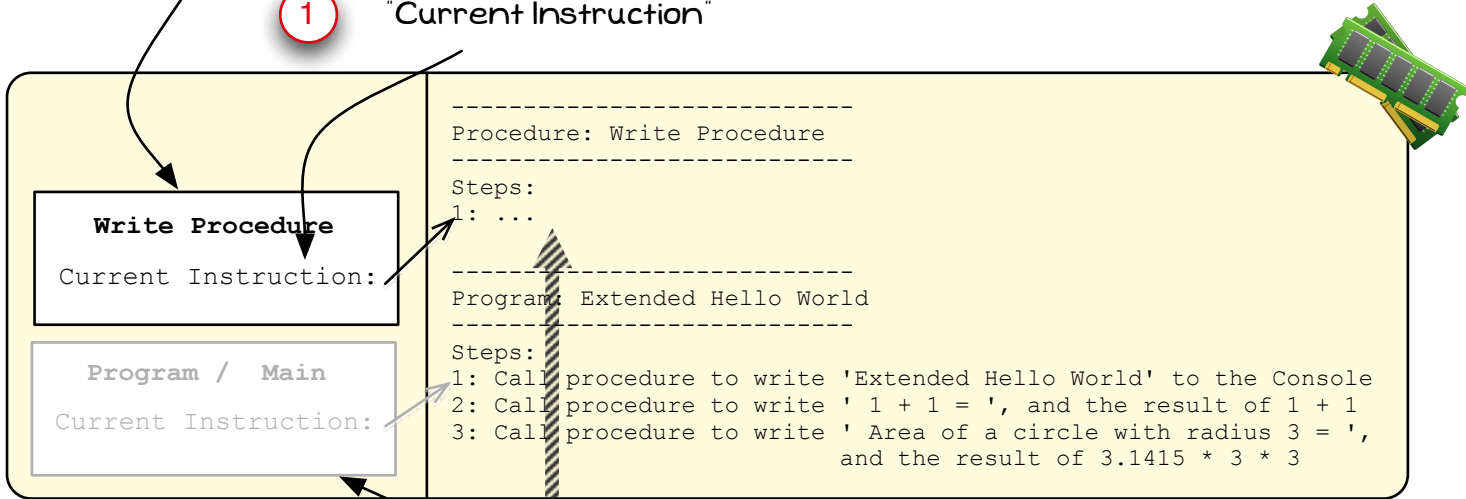 1
"Current Instruction"
-----------------------------
Procedure: Write Procedure
-----------------------------
Steps:
1: ...
Write Procedure
Current Instruction:
-----------------------------
Program: Extended Hello World
-----------------------------
Steps:
1: Call procedure to write 'Extended Hello World' to the Console
2: Call procedure to write ' 1 + 1 = ', and the result of 1 + 1
3: Call procedure to write ' Area of a circle with radius 3 = ',
and the result of 3.1415 * 3 * 3
Program / Main
Current Instruction: